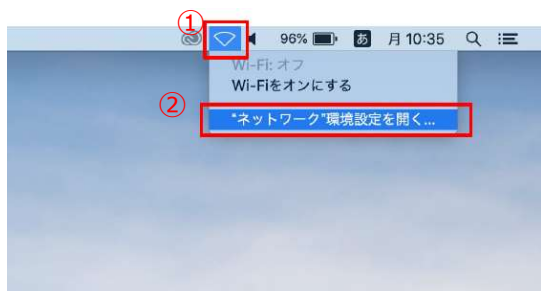 ①
96% あ 月 10:35
Wi-Fi: オフ
Wi-Fiをオンにする
②
“ネットワーク”環境設定を開く...